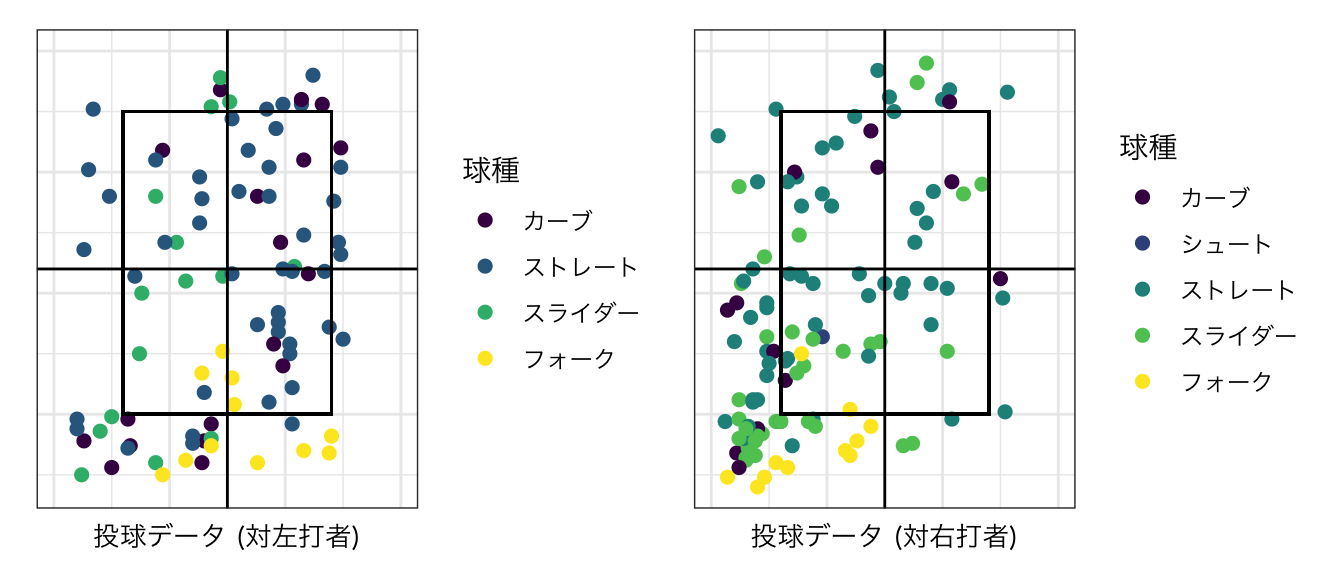 球種
カーブ
ストレート
スライダー
フォーク
投球データ (対左打者)
球種
カーブ
シュート
ストレート
スライダー
フォーク
投球データ (対右打者)